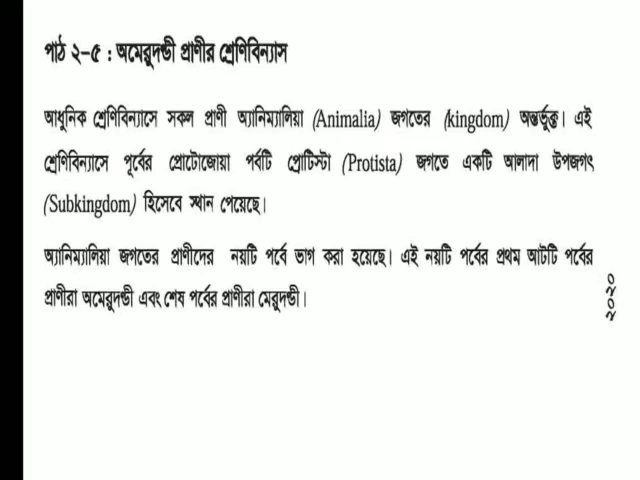 পাঠ ২-৫ : অমেরুদণ্ডী প্রাণীর শ্রেণিবিন্যাস
আধুনিক শ্রেণিবিন্যাসে সকল প্রাণী অ্যানিম্যালিয়া (Animalia) জগতের (kingdom) অন্তর্ভুক্ত। এই
শ্রেণিবিন্যাসে পূর্বের প্রোটোজোয়া পর্বটি প্রোটিস্টা (Protista) জগতে একটি আলাদা উপজগৎ
(Subkingdom) হিসেবে স্থান পেয়েছে।
অ্যানিম্যালিয়া জগতের প্রাণীদের নয়টি পর্বে ভাগ করা হয়েছে। এই নয়টি পর্বের প্রথম আটটি পর্বের
প্রাণীরা অমেরুদণ্ডী এবং শেষ পর্বের প্রাণীরা মেরুদণ্ডী।
২০২০